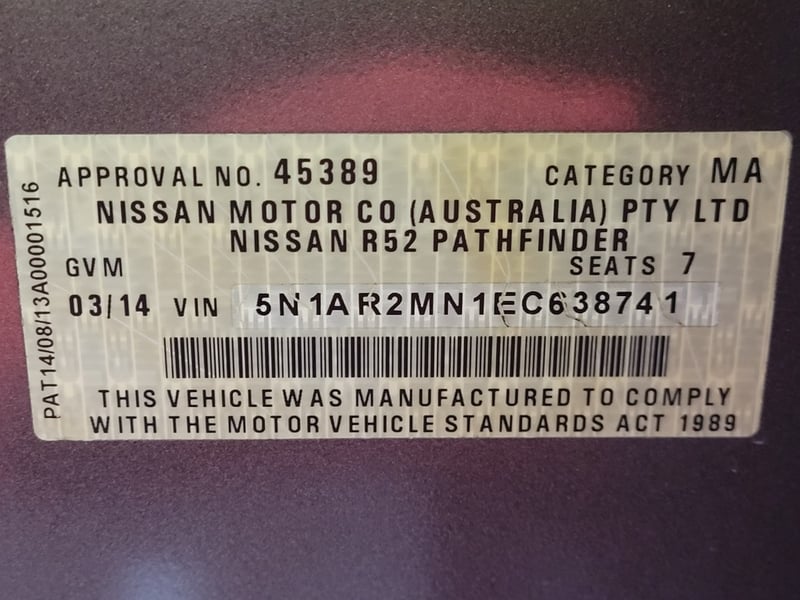 APPROVAL NO. 45389 CATEGORY MA
NISSAN MOTOR CO (AUSTRALIA) PTY LTD
NISSAN R52 PATHFINDER
GVM SEATS 7
03/14 VIN 5N1AR2MN1EC638741
THIS VEHICLE WAS MANUFACTURED TO COMPLY
WITH THE MOTOR VEHICLE STANDARDS ACT 1989
PAT14/08/13A00001516